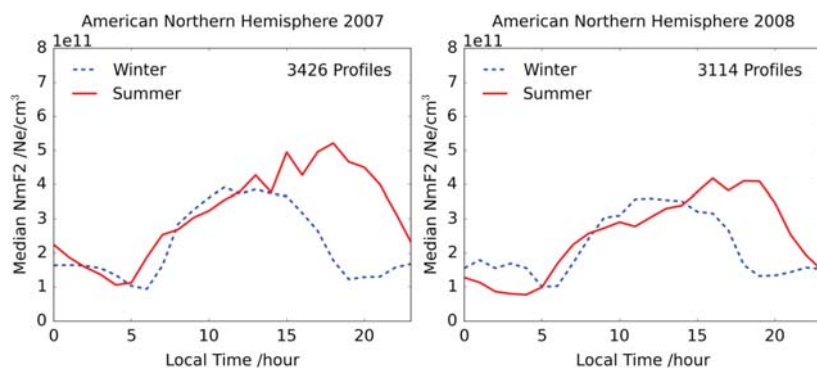 American Northern Hemisphere 2007
1e11
8
7
6
5
4
3
2
1
0
Median NmF2 /Ne/cm³
Winter
Summer
3426 Profiles
0 5 10 15 20
Local Time /hour
American Northern Hemisphere 2008
1e11
8
7
6
5
4
3
2
1
0
Median NmF2 /Ne/cm³
Winter
Summer
3114 Profiles
0 5 10 15 20
Local Time /hour